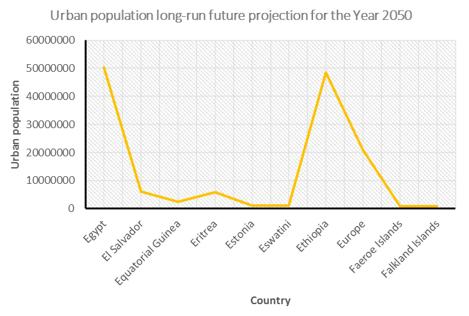 Urban population long-run future projection for the Year 2050
60000000
50000000
40000000
30000000
20000000
10000000
0
Urban population
Egypt
El Salvador
Equatorial Guinea
Eritrea
Estonia
Eswatini
Ethiopia
Europe
Faeroe Islands
Falkland Islands
Country